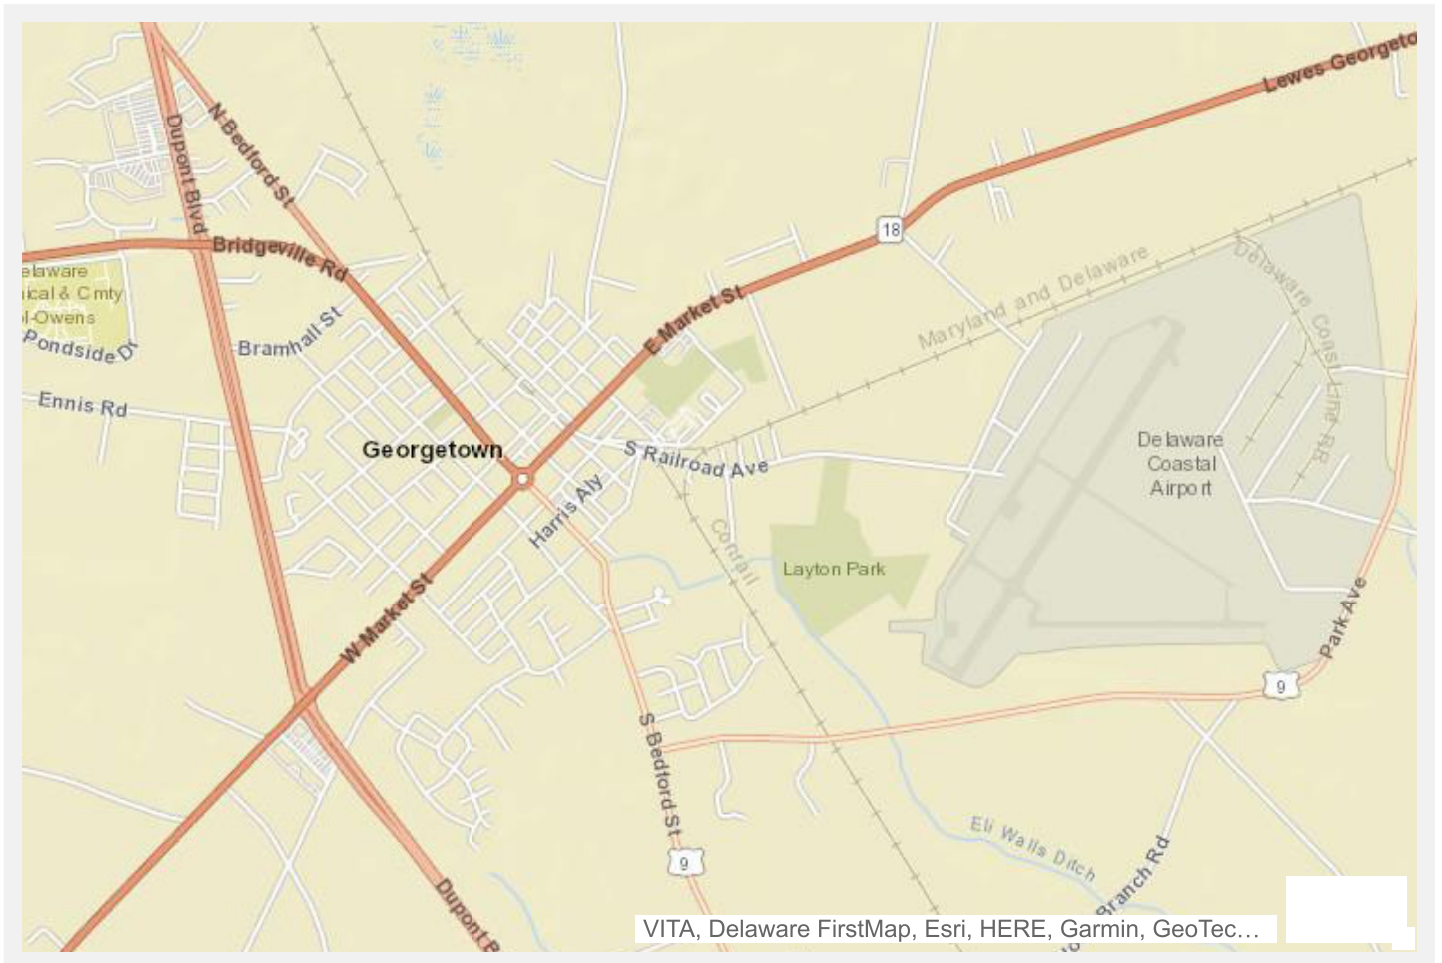 Lewes Georgeto
N Bedford St
Dupont Blvd
18
Bridgeville Rd
Maryland and Delaware
Delaware Coast Line RR
elaware
ical & Cmty
l-Owens
Pondside Dr
Bramhall St
E Market St
Ennis Rd
Georgetown
S Railroad Ave
Delaware
Coastal
Airport
Harris Aly
Conrail
Layton Park
W Market St
Park Ave
9
S Bedford St
Eli Walls Ditch
Branch Rd
9
Dupont B
VITA, Delaware FirstMap, Esri, HERE, Garmin, GeoTec...